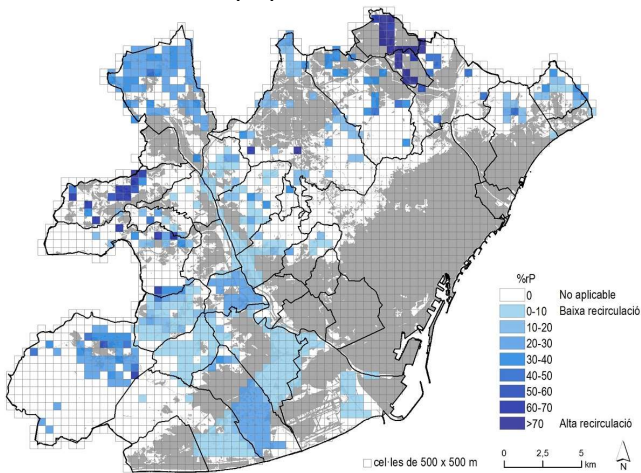 %rP
0 No aplicable
0-10 Baixa recirculació
10-20
20-30
30-40
40-50
50-60
60-70
>70 Alta recirculació
cel·les de 500 x 500 m
0 2,5 5
km
N